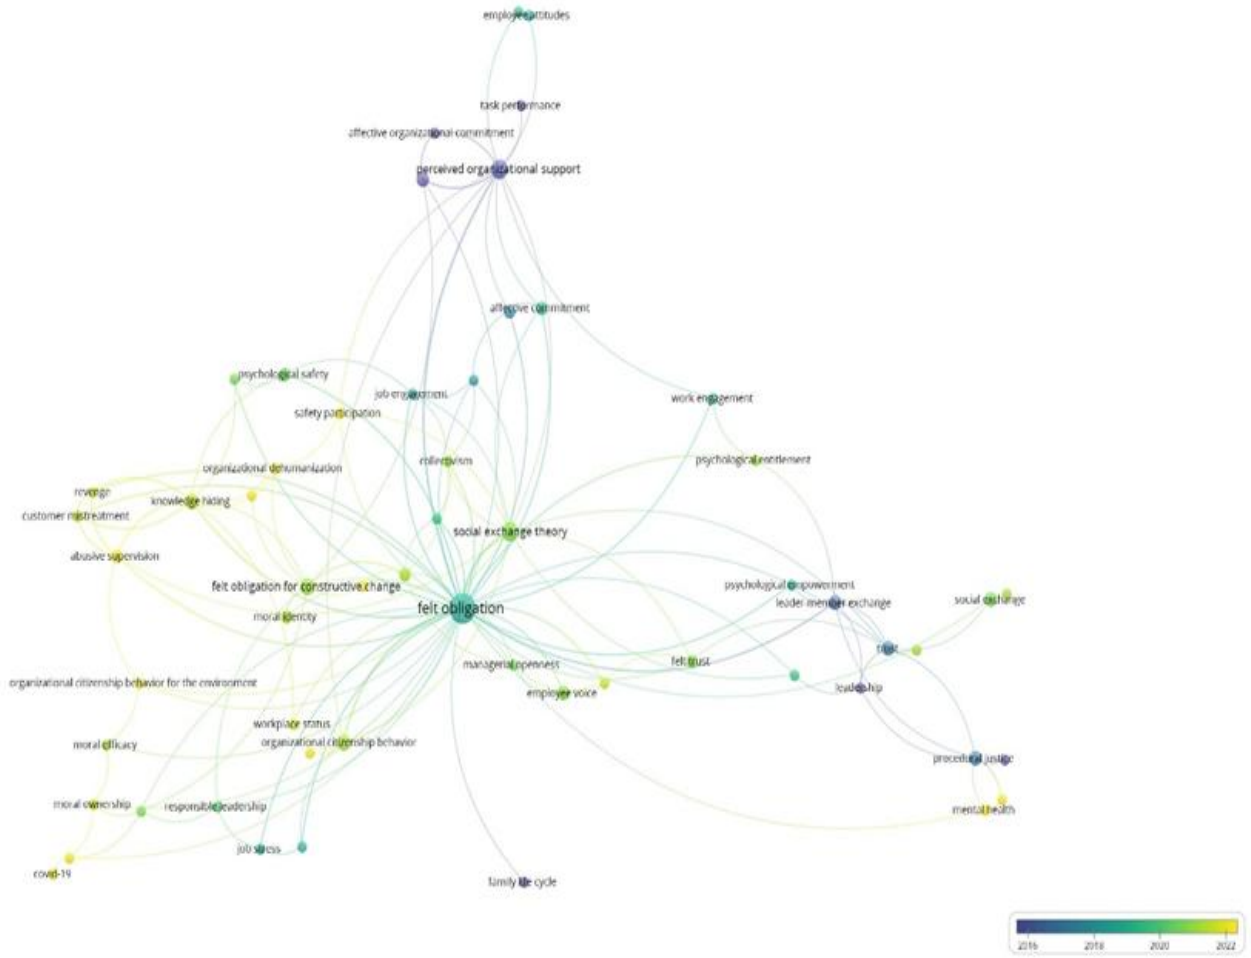 employee attitudes
task performance
affective organizational commitment
perceived organizational support
affective commitment
psychological safety
job engagement
work engagement
safety participation
collectivism
psychological entitlement
organizational dehumanization
revenge
knowledge hiding
customer mistreatment
social exchange theory
abusive supervision
felt obligation for constructive change
psychological empowerment
leader-member exchange
social exchange
felt obligation
moral identity
trust
managerial openness
felt trust
organizational citizenship behavior for the environment
employee voice
leadership
workplace status
organizational citizenship behavior
moral efficacy
procedural justice
moral ownership
responsible leadership
mental health
job stress
covid-19
family life cycle
2016 2018 2020 2022